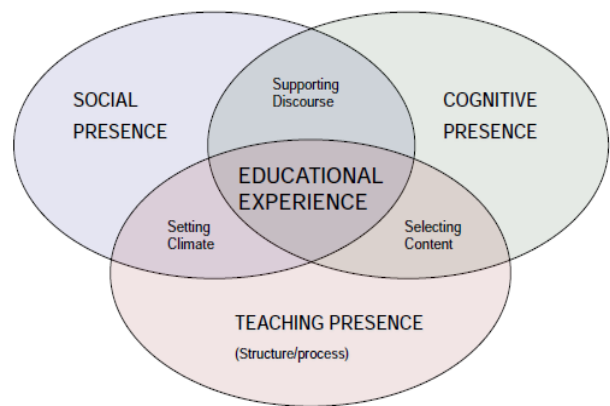 Supporting
Discourse
SOCIAL
PRESENCE
COGNITIVE
PRESENCE
EDUCATIONAL
EXPERIENCE
Setting
Climate
Selecting
Content
TEACHING PRESENCE
(Structure/process)